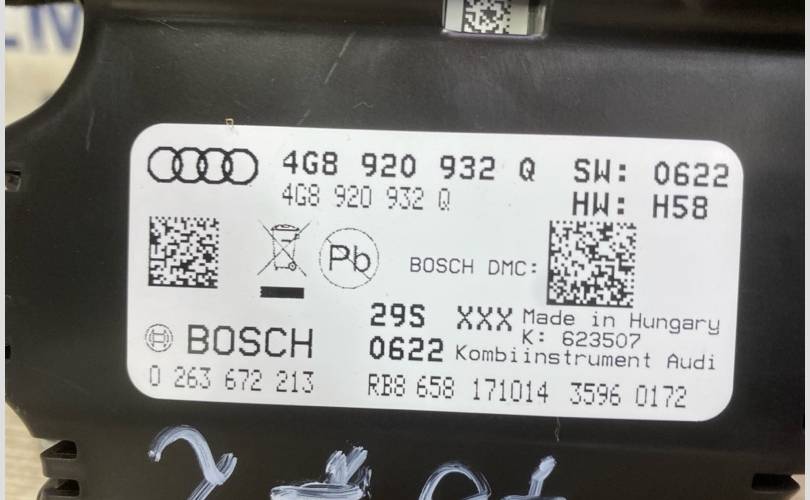 4G8 920 932 Q SW: 0622
4G8 920 932 Q HW: H58
Pb
BOSCH DMC:
29S XXX Made in Hungary
K: 623507
BOSCH 0622 Kombiinstrument Audi
0 263 672 213 RB8 658 171014 3596 0172